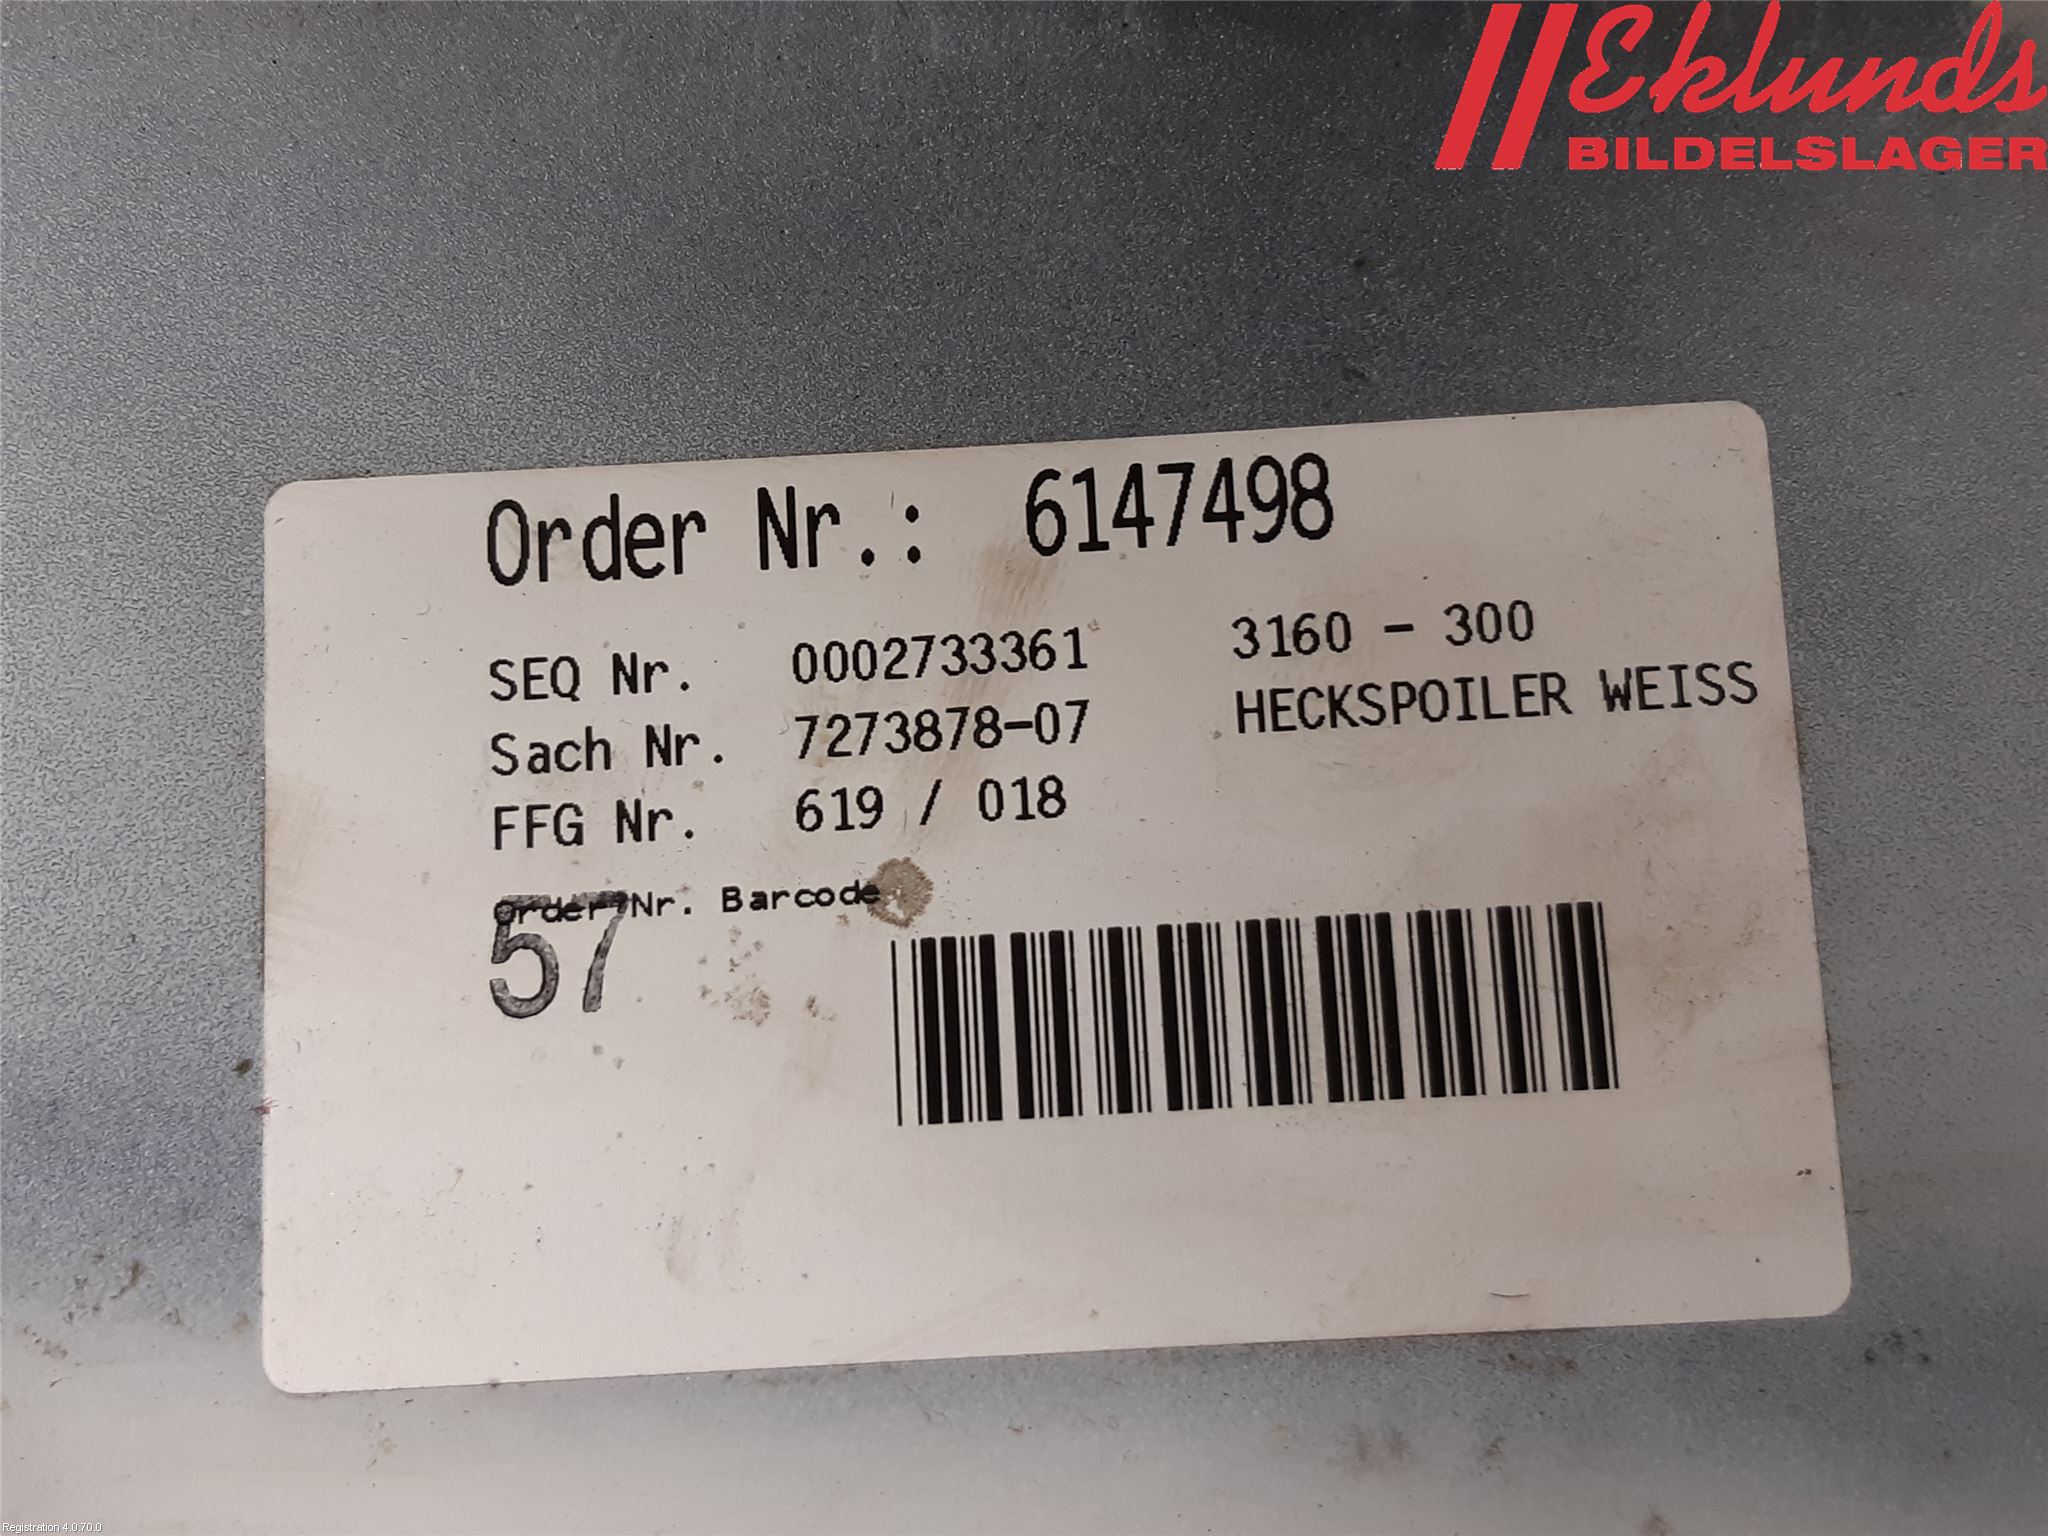 Eklunds
BILDELSLAGER
Order Nr.: 6147498
SEQ Nr. 0002733361 3160 - 300
Sach Nr. 7273878-07 HECKSPOILER WEISS
FFG Nr. 619 / 018
Order Nr. Barcode
57
Registration 4.0.70.0